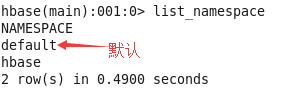 hbase(main):001:0> list_namespace
NAMESPACE
default 默认
hbase
2 row(s) in 0.4900 seconds